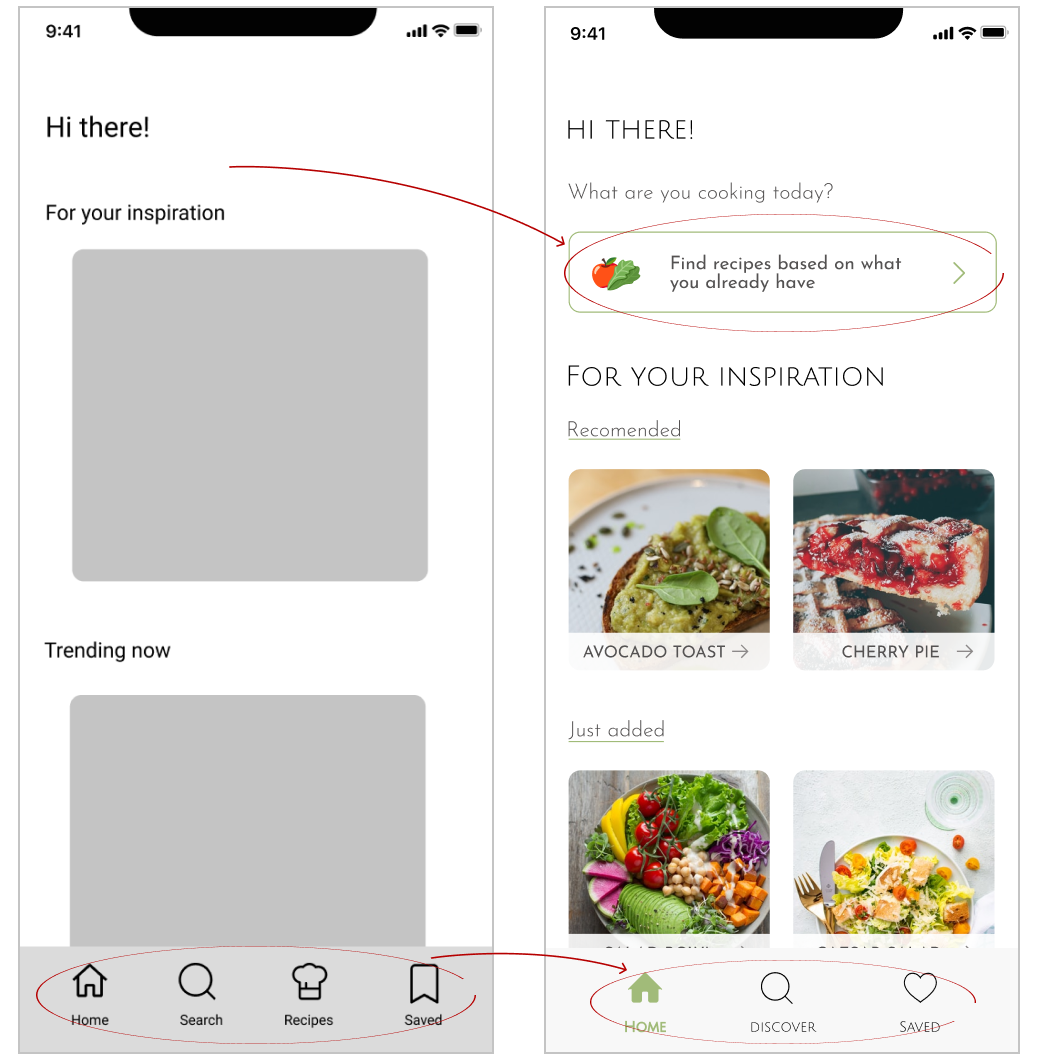 9:41
Hi there!
For your inspiration
Trending now
Home
Search
Recipes
Saved
9:41
HI THERE!
What are you cooking today?
Find recipes based on what
you already have
FOR YOUR INSPIRATION
Recomended
AVOCADO TOAST
CHERRY PIE
Just added
HOME
DISCOVER
SAVED